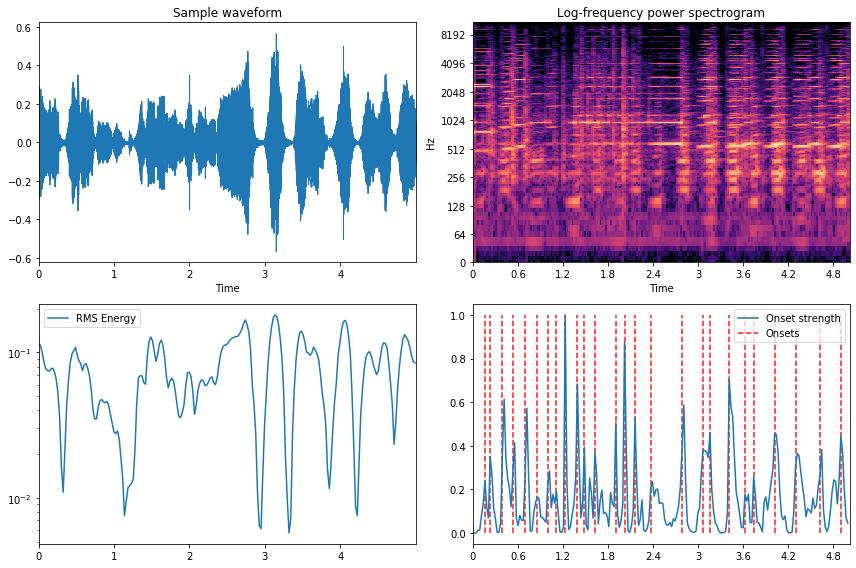 Sample waveform
0.6
0.4
0.2
0.0
−0.2
−0.4
−0.6
0
1
2
3
4
Time
Log-frequency power spectrogram
Hz
8192
4096
2048
1024
512
256
128
64
0
0 0.6 1.2 1.8 2.4 3 3.6 4.2 4.8
Time
RMS Energy
10⁻¹
10⁻²
0 1 2 3 4
Onset strength
Onsets
1.0
0.8
0.6
0.4
0.2
0.0
0 0.6 1.2 1.8 2.4 3 3.6 4.2 4.8